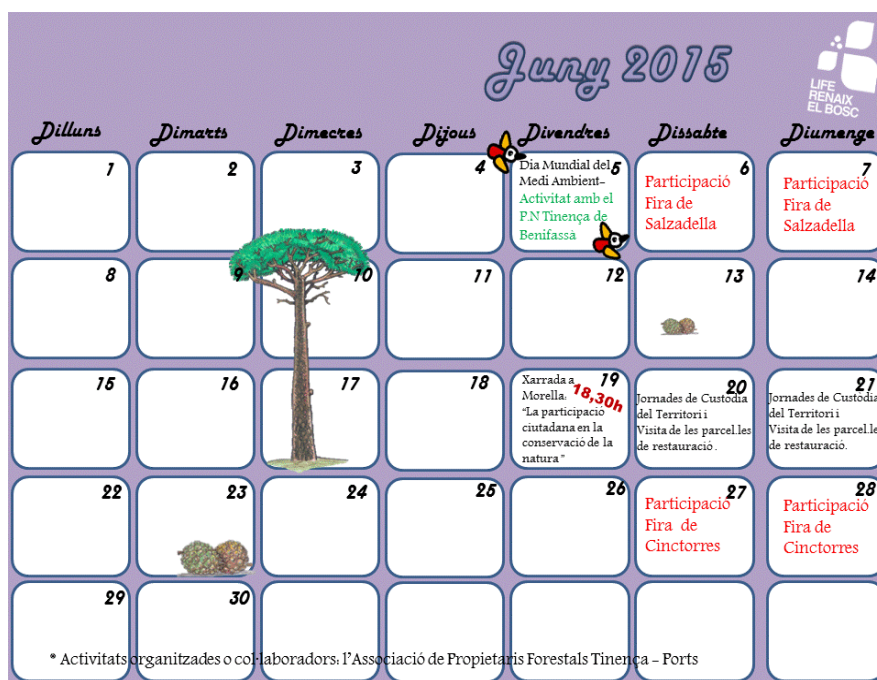 Juny 2015
LIFE
RENAIX
EL BOSC
Dilluns Dimarts Dimecres Dijous Divendres Dissabte Diumenge
1 2 3 4 5 6 7
Dia Mundial del
Medi Ambient-
Activitat amb el
P.N Tinença de
Benifassà
Participació
Fira de
Salzadella
Participació
Fira de
Salzadella
8 9 10 11 12 13 14
15 16 17 18 19 20 21
Xarrada a
Morella:
18,30h
"La participació
ciutadana en la
conservació de la
natura"
Jornades de Custòdia
del Territori i
Visita de les parcel.les
de restauració.
Jornades de Custòdia
del Territori i
Visita de les parcel.les
de restauració.
22 23 24 25 26 27 28
Participació
Fira de
Cinctorres
Participació
Fira de
Cinctorres
29 30
* Activitats organitzades o col·laboradors: l'Associació de Propietaris Forestals Tinença - Ports